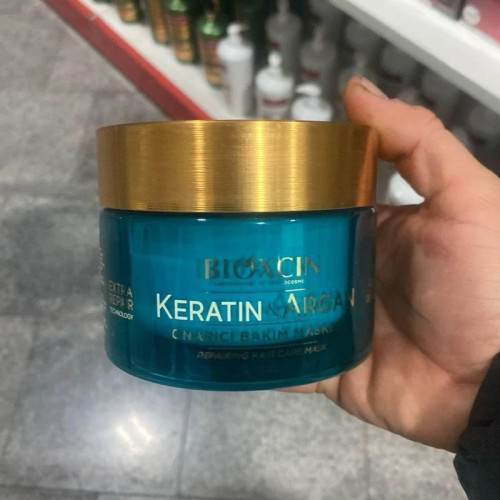 BIOXCIN
KERATIN & ARGAN
ONARICI BAKIM MASKESİ
REPAIRING HAIR CARE MASK
EXTRA
REPAIR
TECHNOLOGY